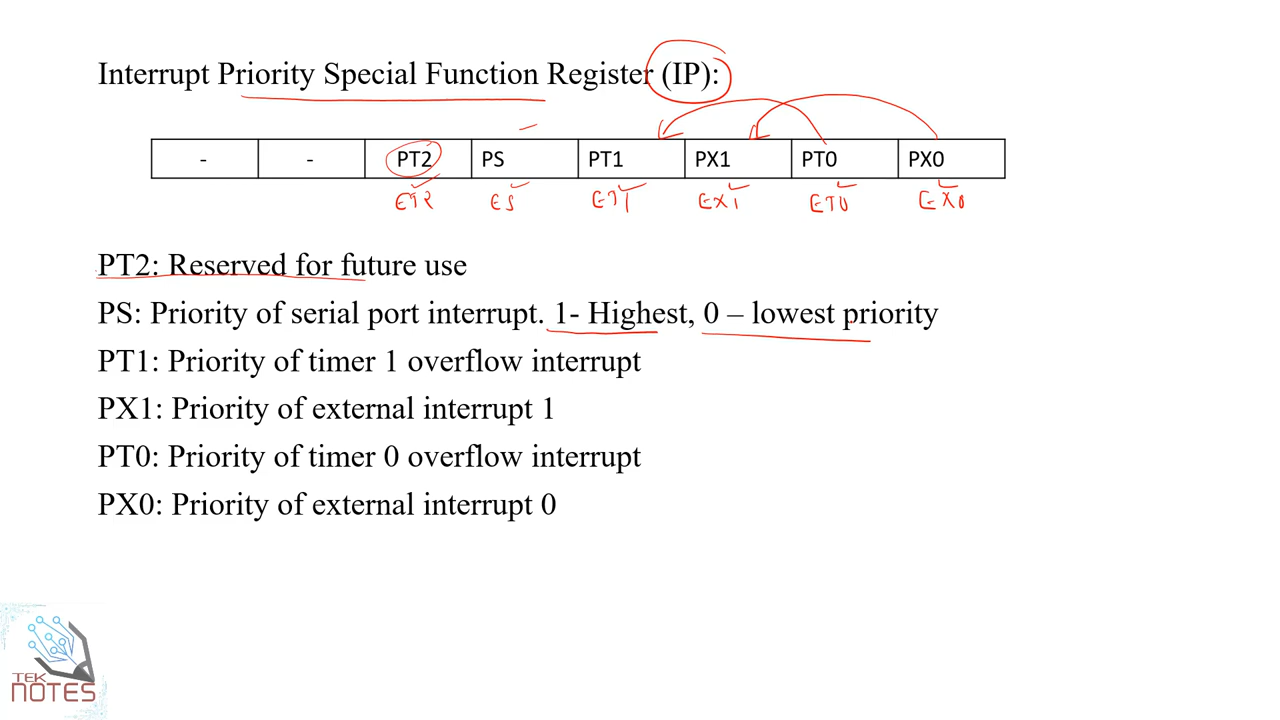 Interrupt Priority Special Function Register (IP):
- - PT2 PS PT1 PX1 PT0 PX0
ET2 ES ET1 EX1 ET0 EX0
PT2: Reserved for future use
PS: Priority of serial port interrupt. 1- Highest, 0 – lowest priority
PT1: Priority of timer 1 overflow interrupt
PX1: Priority of external interrupt 1
PT0: Priority of timer 0 overflow interrupt
PX0: Priority of external interrupt 0
TEK
NOTES